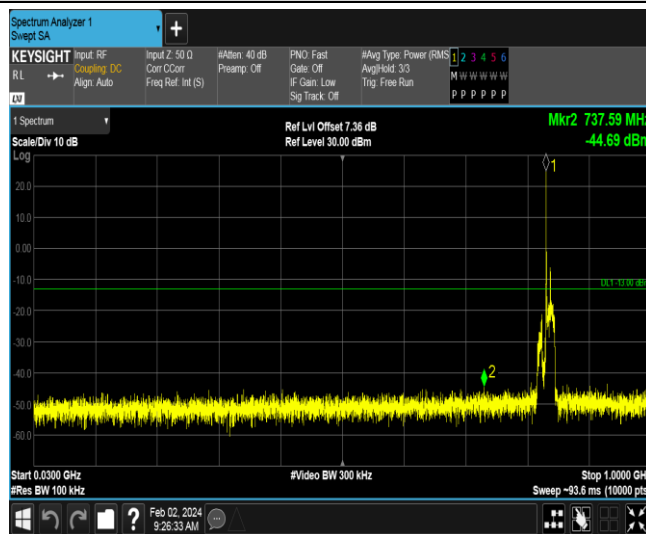 Spectrum Analyzer 1
Swept SA
KEYSIGHT Input: RF Input Z: 50 Ω #Atten: 40 dB PNO: Fast #Avg Type: Power (RMS 1 2 3 4 5 6
RL Coupling: DC Corr CCorr Preamp: Off Gate: Off Avg|Hold: 3/3 M W W W W W
Align: Auto Freq Ref: Int (S) IF Gain: Low Trig: Free Run
LXI Sig Track: Off P P P P P P
1 Spectrum Ref Lvl Offset 7.36 dB Mkr2 737.59 MHz
Scale/Div 10 dB Ref Level 30.00 dBm -44.69 dBm
Log
1
20.0
10.0
0.00
-10.0 DL1 -13.00 dBm
-20.0
-30.0
-40.0 2
-50.0
-60.0
Start 0.0300 GHz #Video BW 300 kHz Stop 1.0000 GH
#Res BW 100 kHz Sweep ~93.6 ms (10000 pts
? Feb 02, 2024
9:26:33 AM